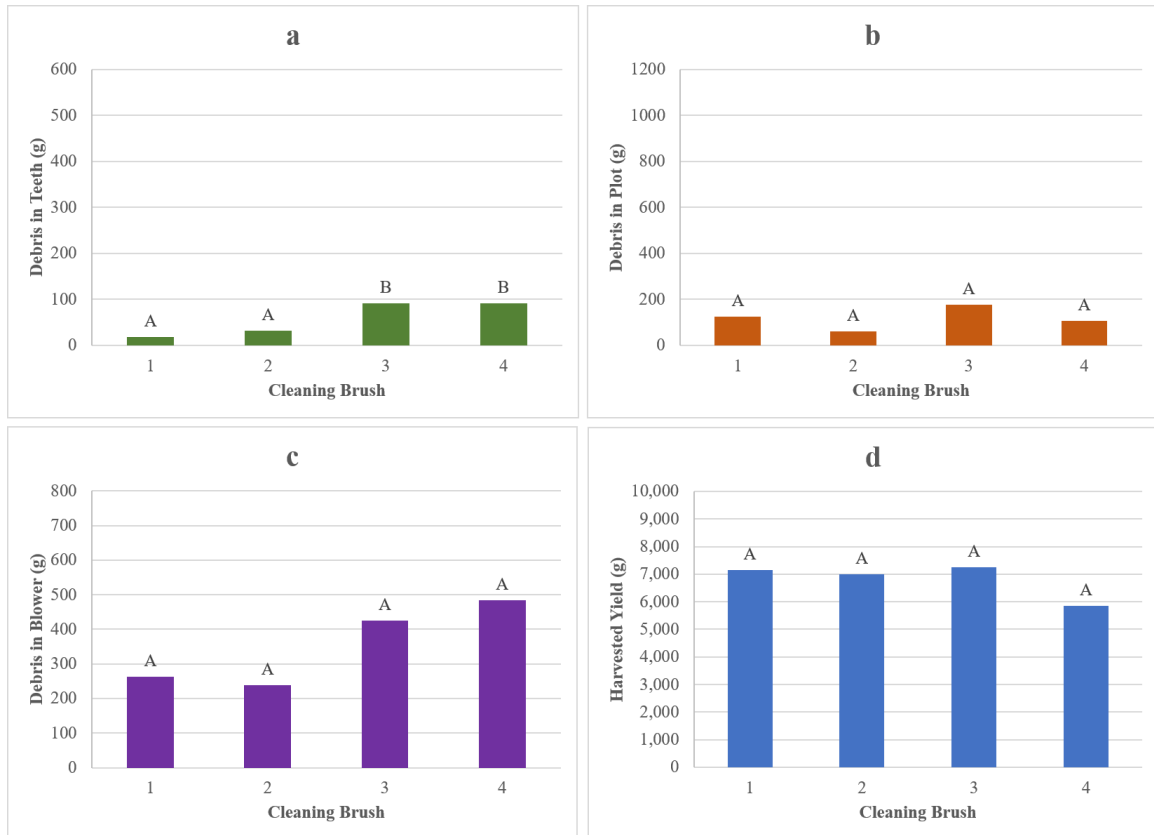 a
Debris in Teeth (g)
600
500
400
300
200
100
0
A
A
B
B
1 2 3 4
Cleaning Brush
b
Debris in Plot (g)
1200
1000
800
600
400
200
0
A
A
A
A
1 2 3 4
Cleaning Brush
c
Debris in Blower (g)
800
700
600
500
400
300
200
100
0
A
A
A
A
1 2 3 4
Cleaning Brush
d
Harvested Yield (g)
10,000
9,000
8,000
7,000
6,000
5,000
4,000
3,000
2,000
1,000
0
A
A
A
A
1 2 3 4
Cleaning Brush